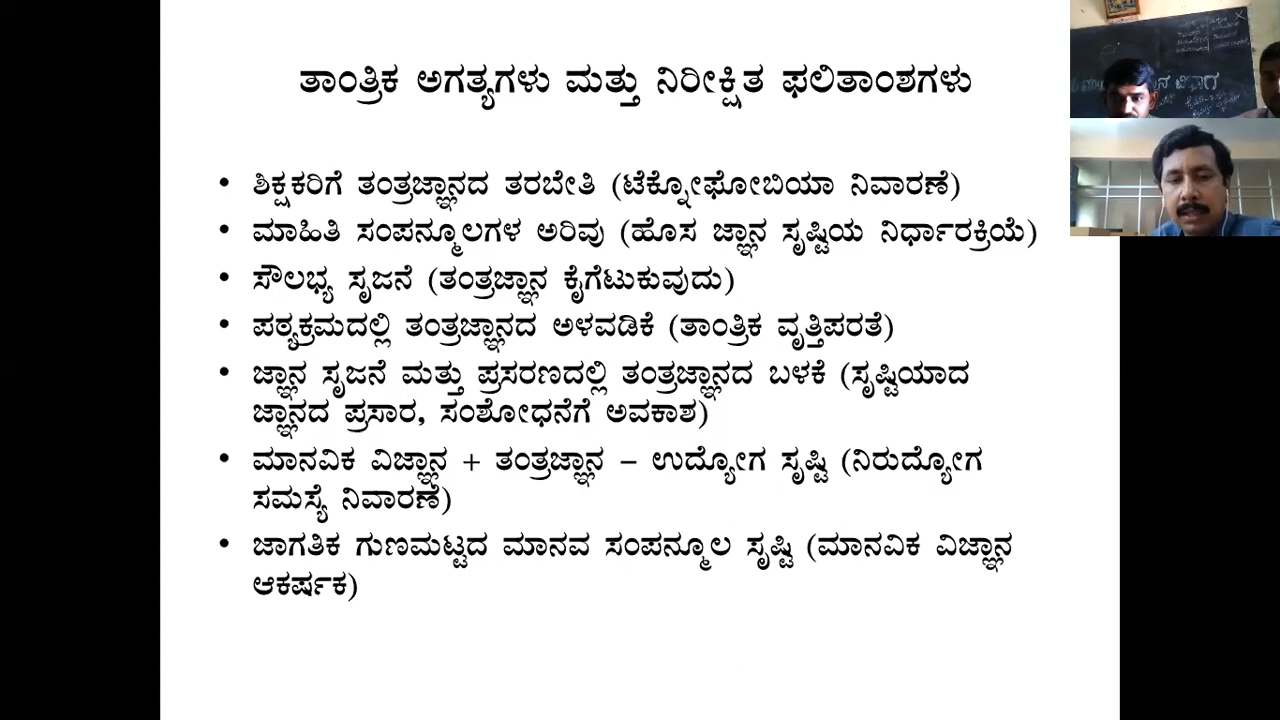 ತಾಂತ್ರಿಕ ಅಗತ್ಯಗಳು ಮತ್ತು ನಿರೀಕ್ಷಿತ ಫಲಿತಾಂಶಗಳು
• ಶಿಕ್ಷಕರಿಗೆ ತಂತ್ರಜ್ಞಾನದ ತರಬೇತಿ (ಟೆಕ್ನೋಫೋಬಿಯಾ ನಿವಾರಣೆ)
• ಮಾಹಿತಿ ಸಂಪನ್ಮೂಲಗಳ ಅರಿವು (ಹೊಸ ಜ್ಞಾನ ಸೃಷ್ಟಿಯ ನಿರ್ಧಾರಕ್ರಿಯೆ)
• ಸೌಲಭ್ಯ ಸೃಜನೆ (ತಂತ್ರಜ್ಞಾನ ಕೈಗೆಟುಕುವುದು)
• ಪಠ್ಯಕ್ರಮದಲ್ಲಿ ತಂತ್ರಜ್ಞಾನದ ಅಳವಡಿಕೆ (ತಾಂತ್ರಿಕ ವೃತ್ತಿಪರತೆ)
• ಜ್ಞಾನ ಸೃಜನೆ ಮತ್ತು ಪ್ರಸರಣದಲ್ಲಿ ತಂತ್ರಜ್ಞಾನದ ಬಳಕೆ (ಸೃಷ್ಟಿಯಾದ
ಜ್ಞಾನದ ಪ್ರಸಾರ, ಸಂಶೋಧನೆಗೆ ಅವಕಾಶ)
• ಮಾನವಿಕ ವಿಜ್ಞಾನ + ತಂತ್ರಜ್ಞಾನ – ಉದ್ಯೋಗ ಸೃಷ್ಟಿ (ನಿರುದ್ಯೋಗ
ಸಮಸ್ಯೆ ನಿವಾರಣೆ)
• ಜಾಗತಿಕ ಗುಣಮಟ್ಟದ ಮಾನವ ಸಂಪನ್ಮೂಲ ಸೃಷ್ಟಿ (ಮಾನವಿಕ ವಿಜ್ಞಾನ
ಆಕರ್ಷಕ)